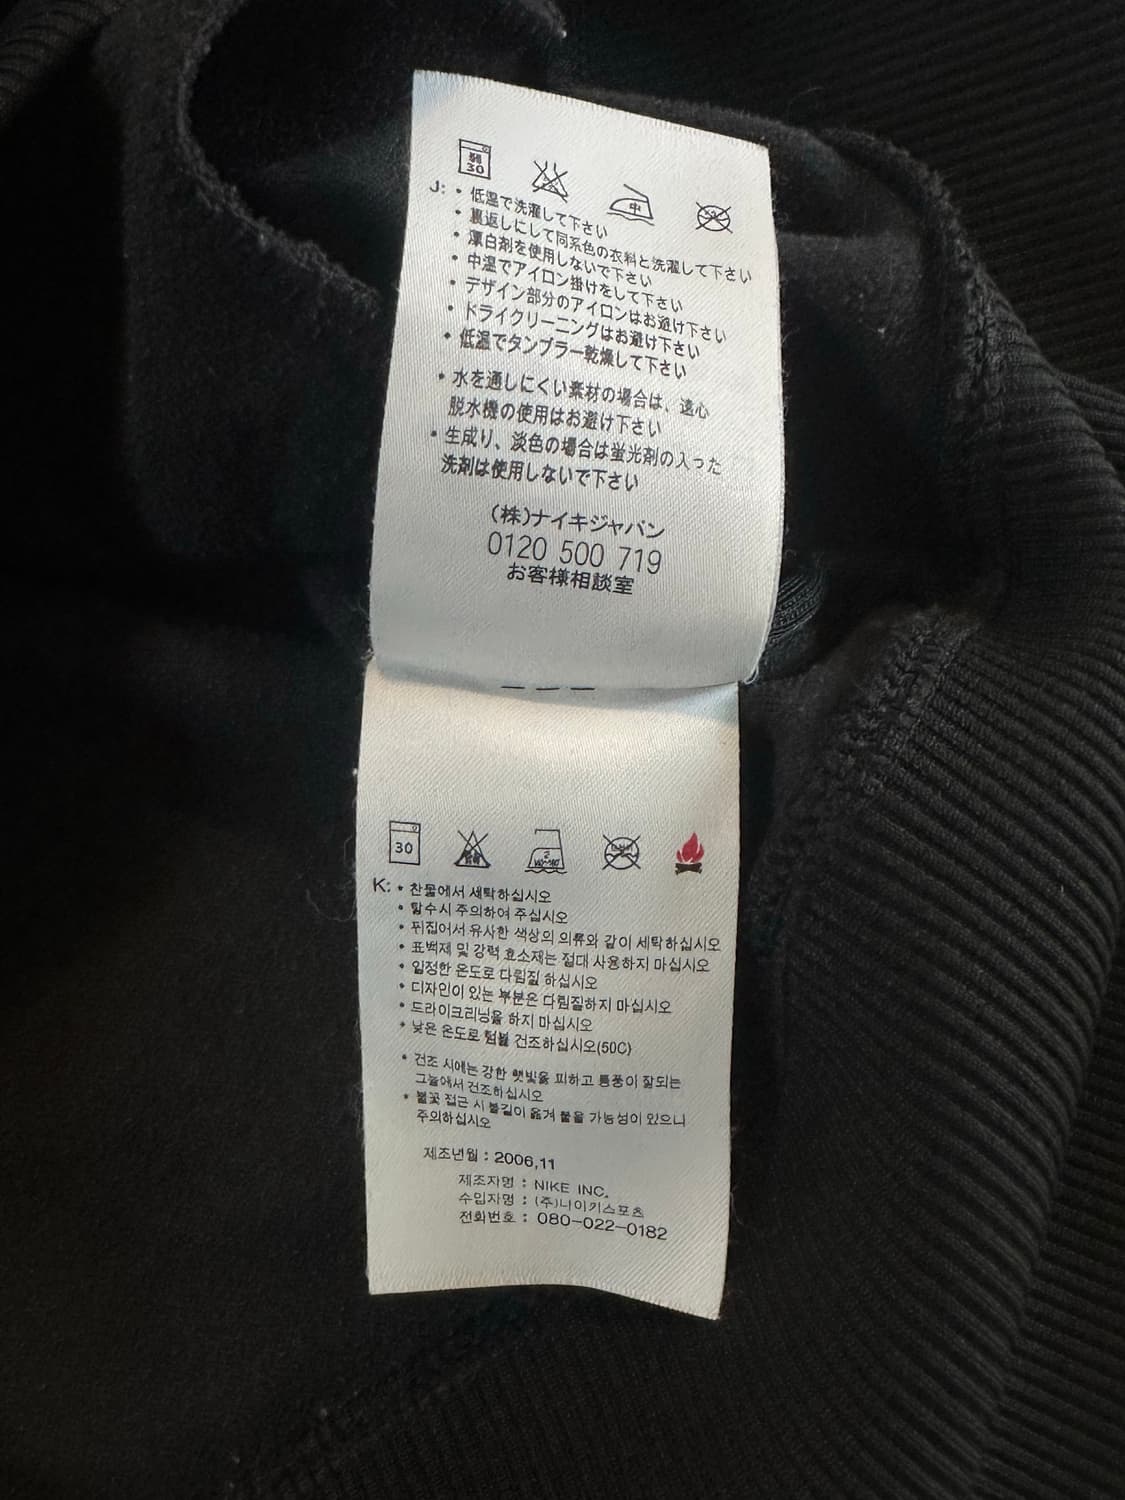 弱
30
中
J: • 低温で洗濯して下さい
• 裏返しにして同系色の衣料と洗濯して下さい
• 漂白剤を使用しないで下さい
• 中温でアイロン掛けをして下さい
• デザイン部分のアイロンはお避け下さい
• ドライクリーニングはお避け下さい
• 低温でタンブラー乾燥して下さい
• 水を通しにくい素材の場合は、遠心
脱水機の使用はお避け下さい
• 生成り、淡色の場合は蛍光剤の入った
洗剤は使用しないで下さい
(株)ナイキジャパン
0120 500 719
お客様相談室
30
2
K: • 찬물에서 세탁하십시오
• 탈수시 주의하여 주십시오
• 뒤집어서 유사한 색상의 의류와 같이 세탁하십시오
• 표백제 및 강력 효소제는 절대 사용하지 마십시오
• 일정한 온도로 다림질 하십시오
• 디자인이 있는 부분은 다림질하지 마십시오
• 드라이크리닝을 하지 마십시오
• 낮은 온도로 텀블 건조하십시오(50C)
• 건조 시에는 강한 햇빛을 피하고 통풍이 잘되는
그늘에서 건조하십시오
• 불꽃 접근 시 불길이 옮겨 붙을 가능성이 있으니
주의하십시오
제조년월 : 2006,11
제조자명 : NIKE INC.
수입자명 : (주)나이키스포츠
전화번호 : 080-022-0182